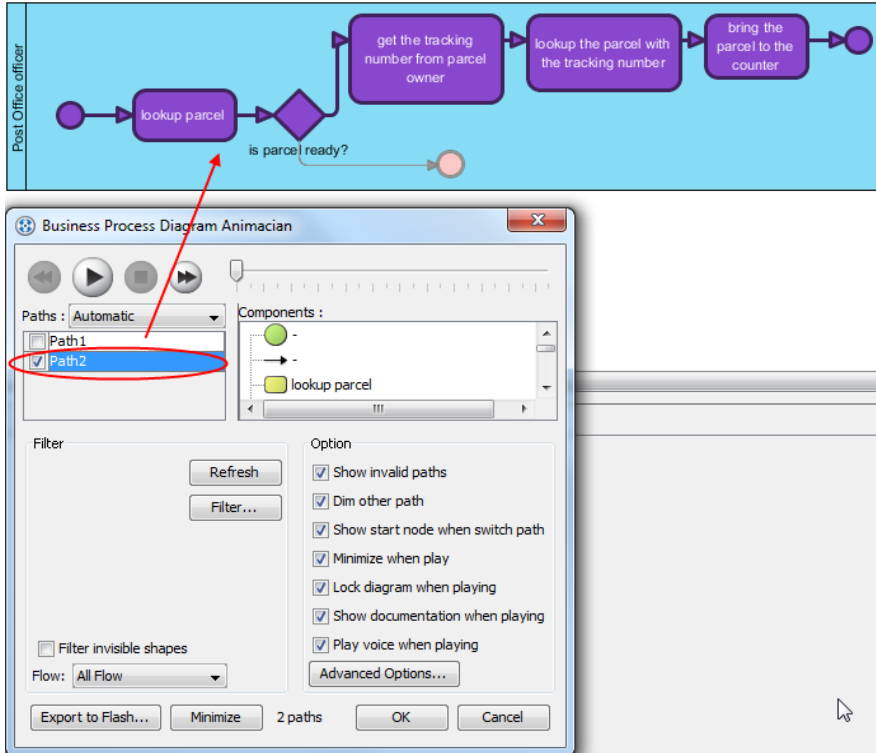 Post Office officer
lookup parcel
is parcel ready?
get the tracking
number from parcel
owner
lookup the parcel with
the tracking number
bring the
parcel to the
counter
Business Process Diagram Animacian
Paths : Automatic
Path1
Path2
Components :
-
-
lookup parcel
Filter
Refresh
Filter...
Filter invisible shapes
Flow: All Flow
Option
Show invalid paths
Dim other path
Show start node when switch path
Minimize when play
Lock diagram when playing
Show documentation when playing
Play voice when playing
Advanced Options...
Export to Flash... Minimize 2 paths OK Cancel